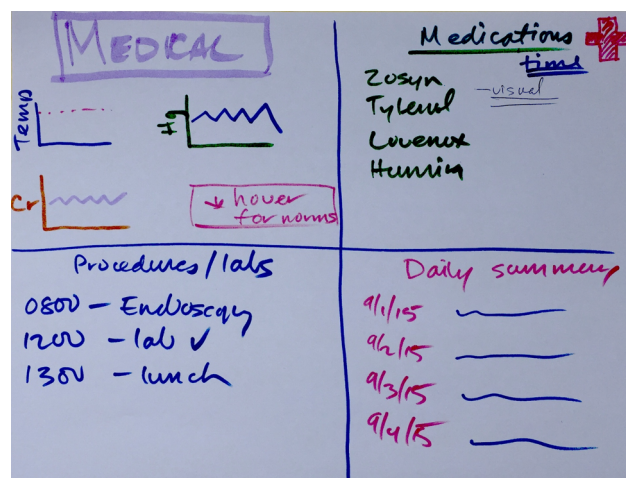 MEDICAL
Temp
H
Cr
hover
for norms
Medications
time
Zosyn
Tylenol
- visual
Lovenox
Humira
Procedures/labs
0800 - Endoscopy
1200 - lab ✓
1300 - lunch
Daily summery
9/1/15
9/2/15
9/3/15
9/4/15